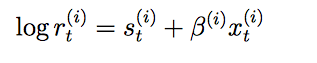 log r_t^{(i)} = s_t^{(i)} + β^{(i)} x_t^{(i)}